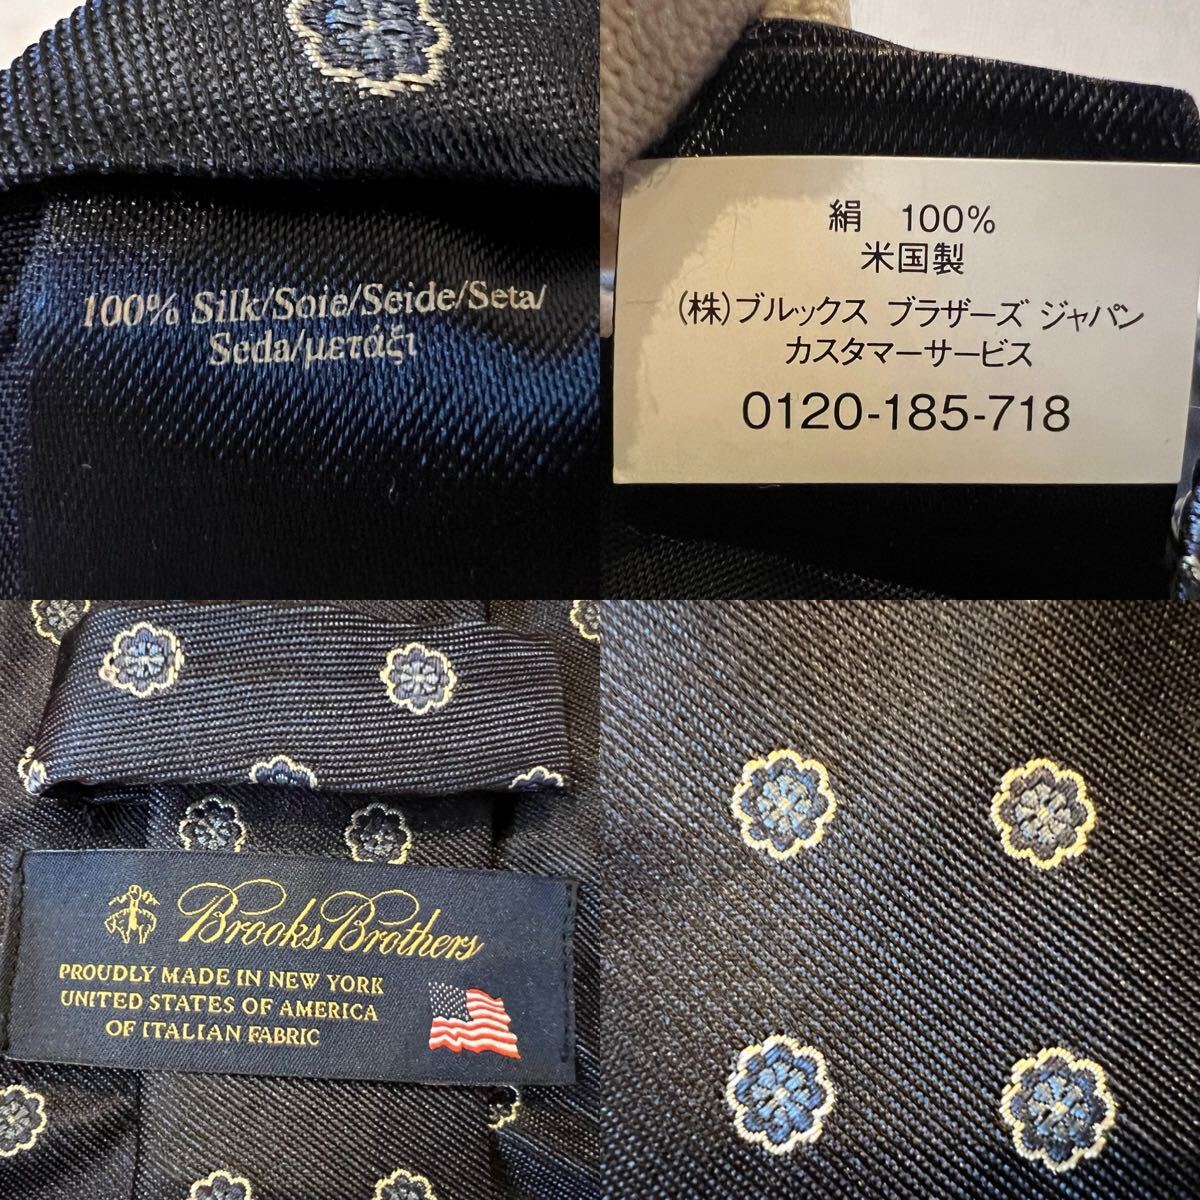 100% Silk/Soie/Seide/Seta/
Seda/μετάξι
絹 100%
米国製
(株)ブルックス ブラザーズ ジャパン
カスタマーサービス
0120-185-718
Brooks Brothers
PROUDLY MADE IN NEW YORK
UNITED STATES OF AMERICA
OF ITALIAN FABRIC